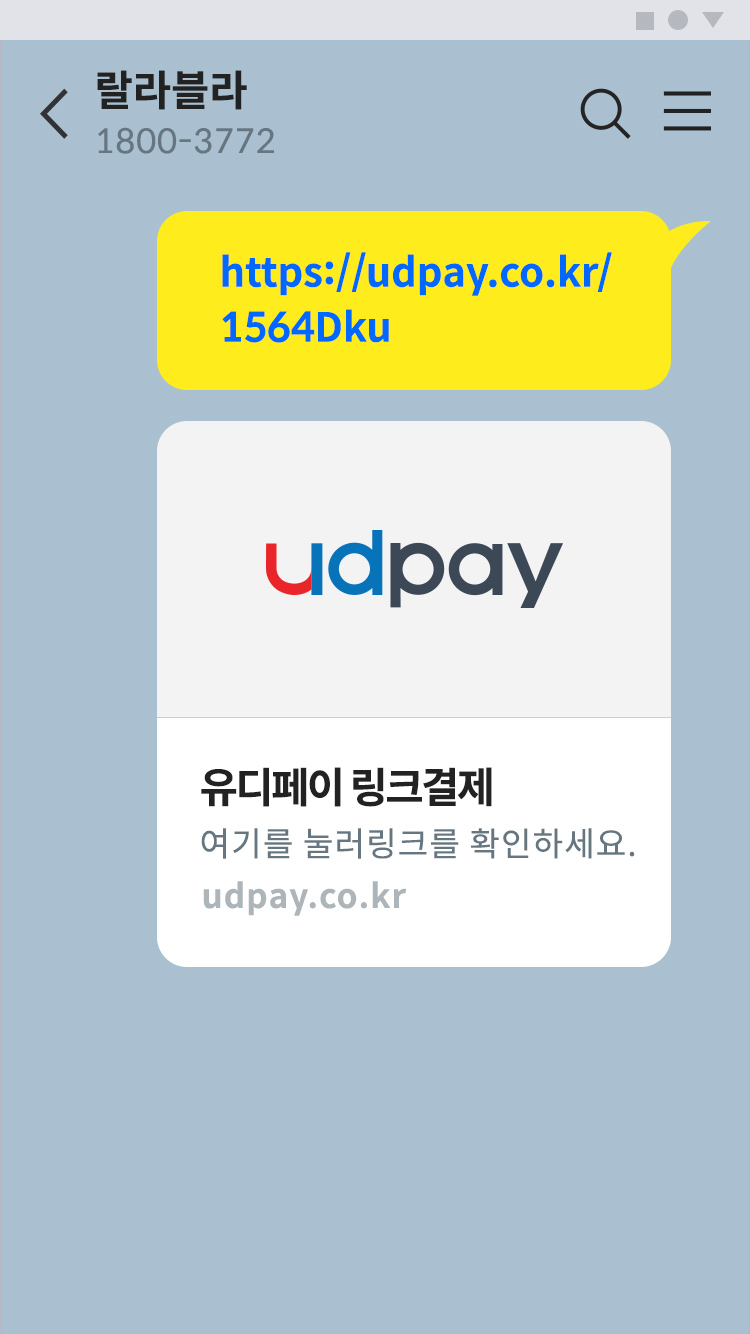 랄라블라
1800-3772
https://udpay.co.kr/
1564Dku
udpay
유디페이 링크결제
여기를 눌러링크를 확인하세요.
udpay.co.kr